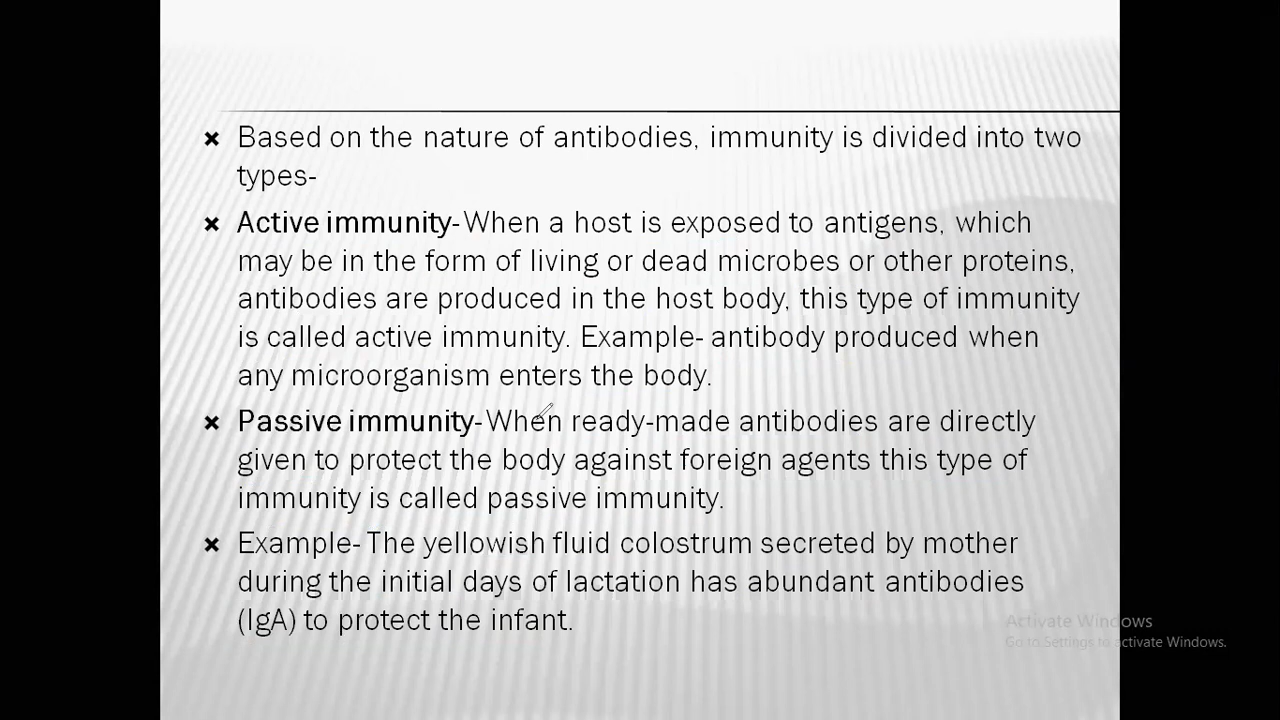 × Based on the nature of antibodies, immunity is divided into two
types-
× Active immunity-When a host is exposed to antigens, which
may be in the form of living or dead microbes or other proteins,
antibodies are produced in the host body, this type of immunity
is called active immunity. Example- antibody produced when
any microorganism enters the body.
× Passive immunity-When ready-made antibodies are directly
given to protect the body against foreign agents this type of
immunity is called passive immunity.
× Example- The yellowish fluid colostrum secreted by mother
during the initial days of lactation has abundant antibodies
(IgA) to protect the infant.
Activate Windows
Go to Settings to activate Windows.